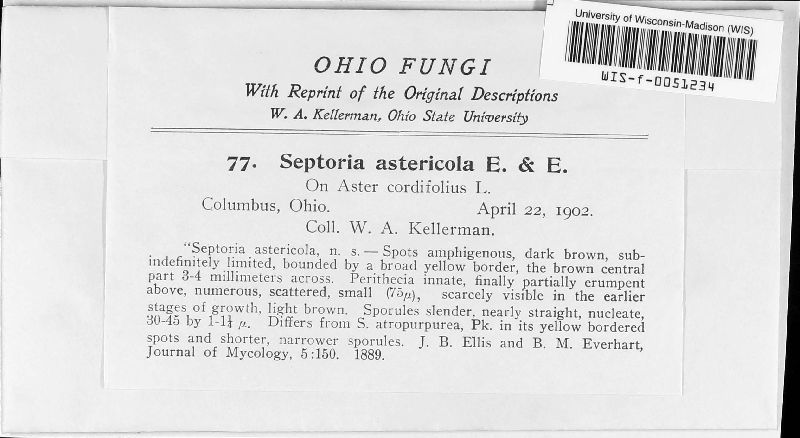 University of Wisconsin-Madison (WIS)
WIS-f-0051234
OHIO FUNGI
With Reprint of the Original Descriptions
W. A. Kellerman, Ohio State University
77. Septoria astericola E. & E.
On Aster cordifolius L.
Columbus, Ohio. April 22, 1902.
Coll. W. A. Kellerman.
"Septoria astericola, n. s. — Spots amphigenous, dark brown, sub-
indefinitely limited, bounded by a broad yellow border, the brown central
part 3-4 millimeters across. Perithecia innate, finally partially erumpent
above, numerous, scattered, small (75μ), scarcely visible in the earlier
stages of growth, light brown. Sporules slender, nearly straight, nucleate,
30-45 by 1-1¼ μ. Differs from S. atropurpurea, Pk. in its yellow bordered
spots and shorter, narrower sporules. J. B. Ellis and B. M. Everhart,
Journal of Mycology, 5:150. 1889.